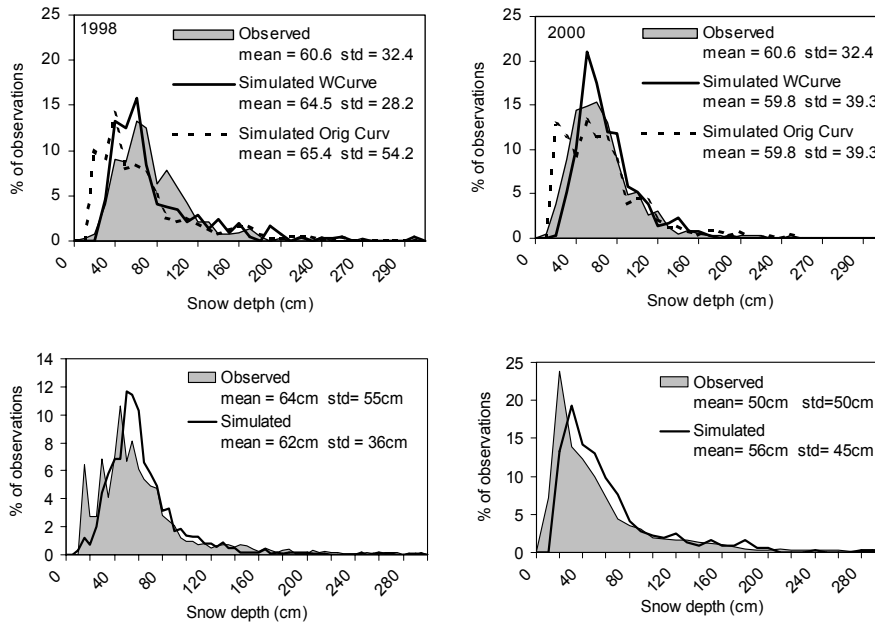 1998
Observed
mean = 60.6 std = 32.4
Simulated WCurve
mean = 64.5 std = 28.2
Simulated Orig Curv
mean = 65.4 std = 54.2
% of observations
25
20
15
10
5
0
0 40 80 120 160 200 240 270 290
Snow detph (cm)
2000
Observed
mean = 60.6 std= 32.4
Simulated WCurve
mean = 59.8 std = 39.3
Simulated Orig Curv
mean = 59.8 std = 39.3
% of observations
25
20
15
10
5
0
0 40 80 120 160 200 240 270 290
Snow detph (cm)
Observed
mean = 64cm std= 55cm
Simulated
mean = 62cm std = 36cm
% of observations
14
12
10
8
6
4
2
0
0 40 80 120 160 200 240 280
Snow depth (cm)
Observed
mean= 50cm std=50cm
Simulated
mean= 56cm std= 45cm
% of observations
25
20
15
10
5
0
0 40 80 120 160 200 240 280
Snow depth (cm)